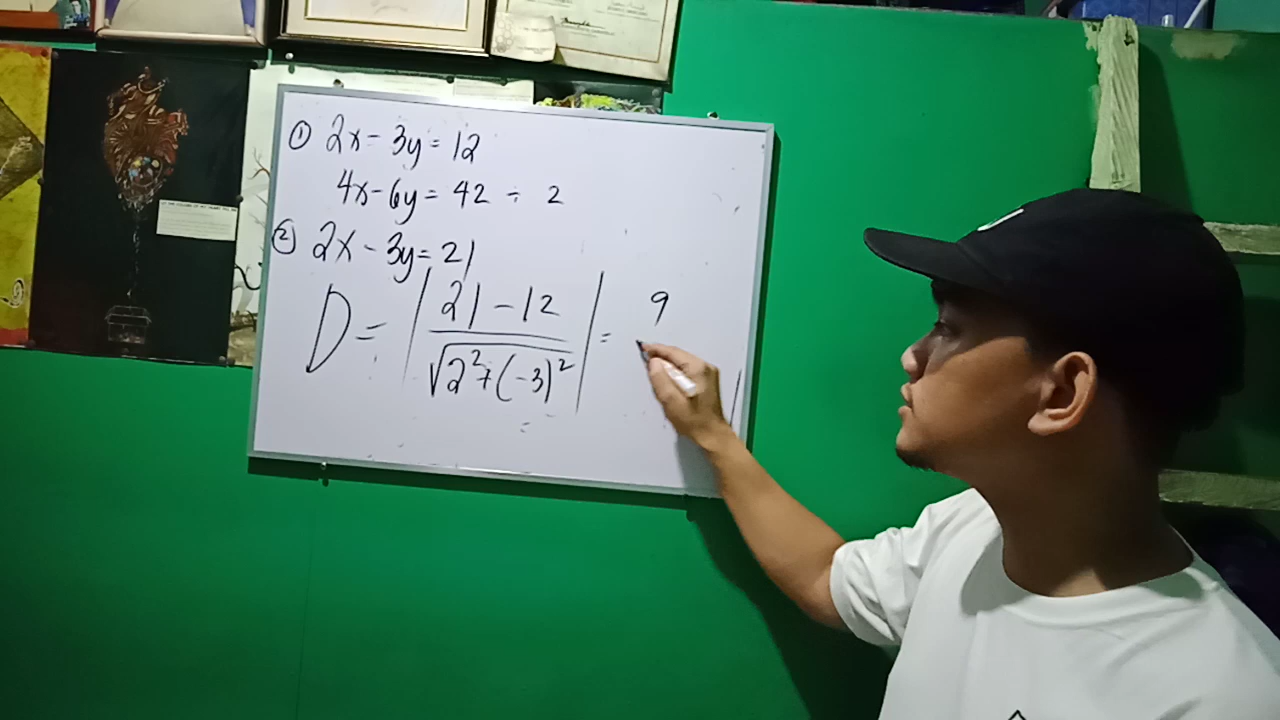 ① 2x - 3y = 12
4x - 6y = 42 ÷ 2
② 2x - 3y = 21
D = | 21 - 12 / √2² + (-3)² | = 9